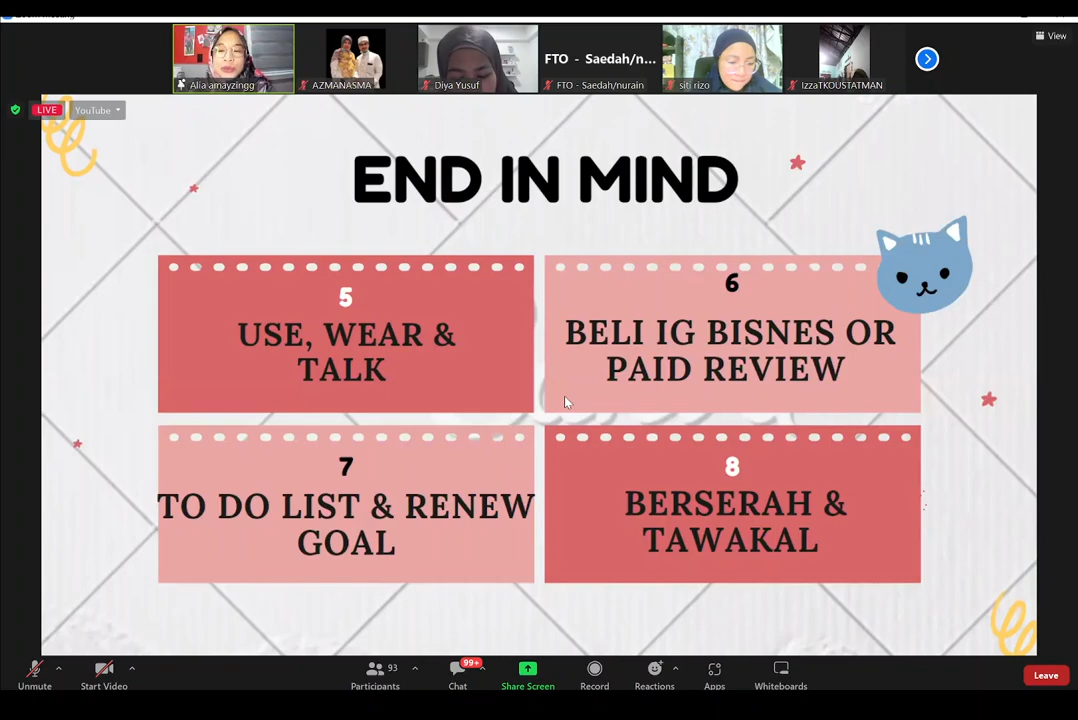 View
Alia amayzingg
AZMANASMA
Diya Yusuf
FTO - Saedah/n...
FTO - Saedah/nurain
siti rizo
IzzaTKOUSTATMAN
LIVE
YouTube
END IN MIND
5
USE, WEAR &
TALK
6
BELI IG BISNES OR
PAID REVIEW
7
TO DO LIST & RENEW
GOAL
8
BERSERAH &
TAWAKAL
Unmute
Start Video
93
Participants
99+
Chat
Share Screen
Record
Reactions
Apps
Whiteboards
Leave